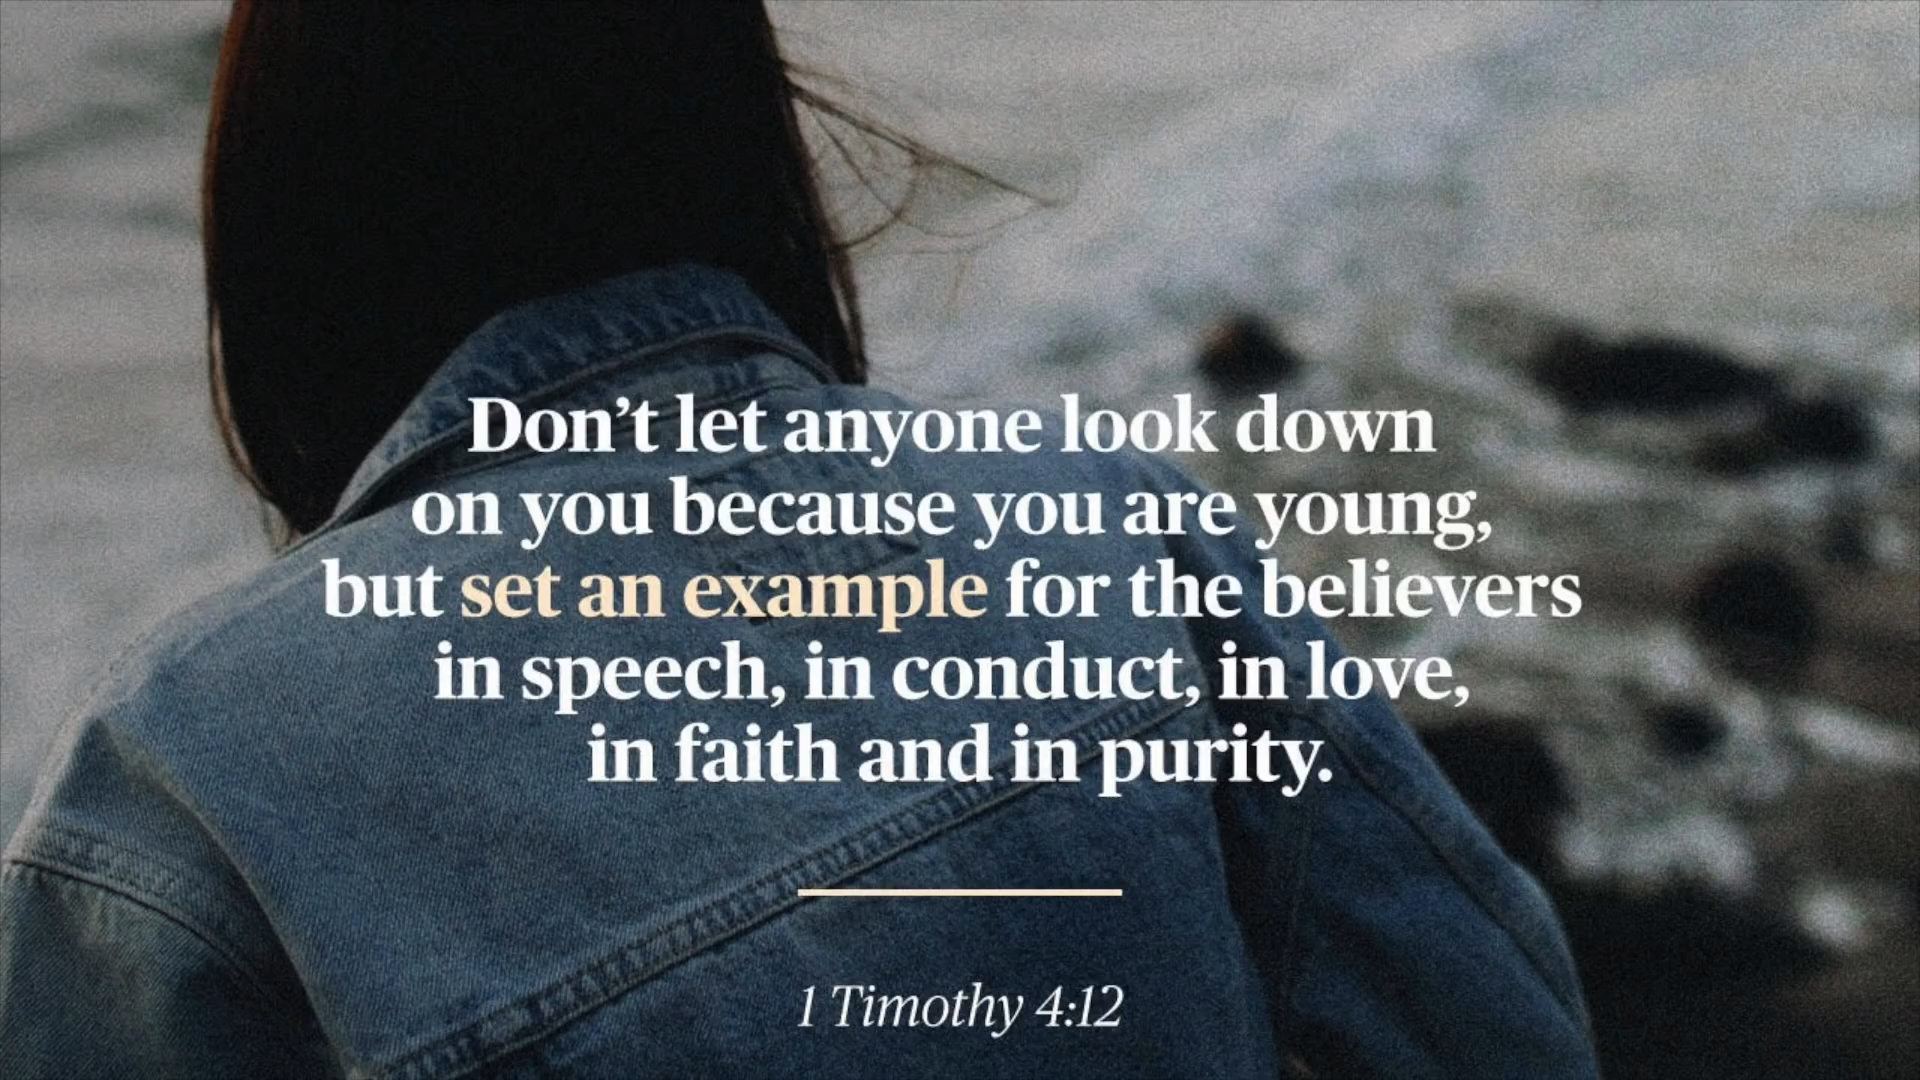 Don’t let anyone look down
on you because you are young,
but set an example for the believers
in speech, in conduct, in love,
in faith and in purity.
1 Timothy 4:12